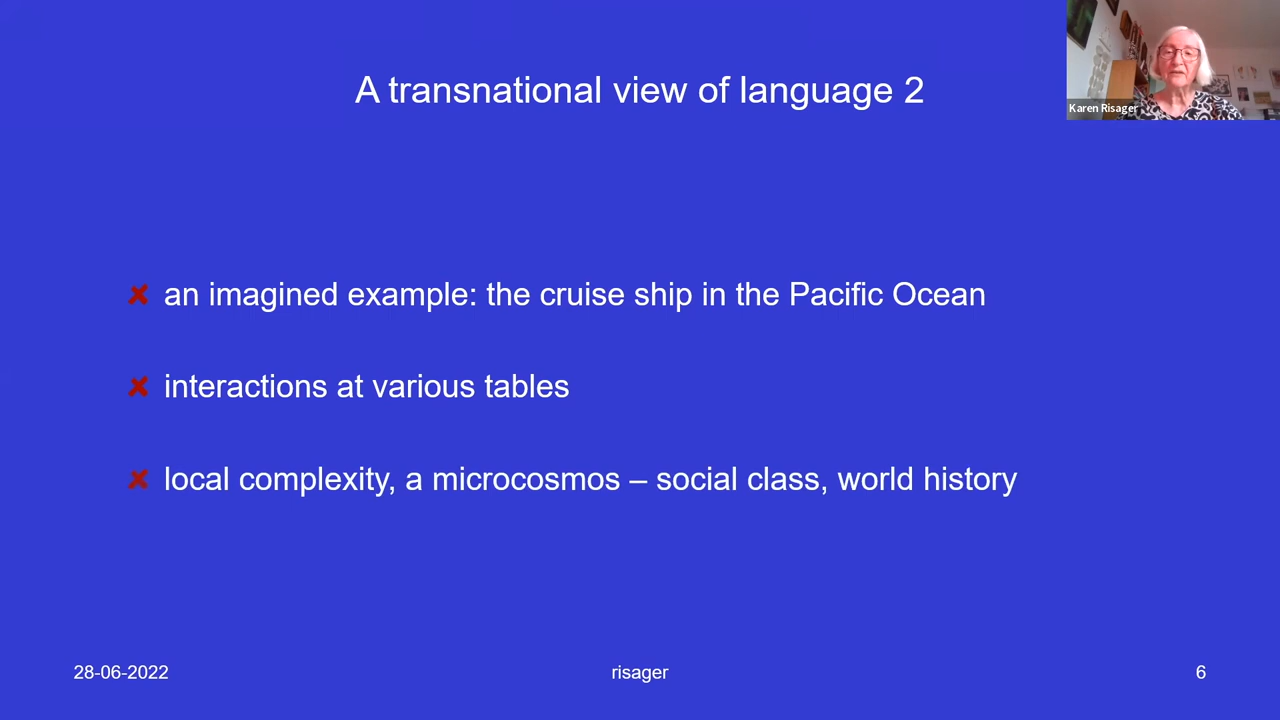 A transnational view of language 2
Karen Risager
✘ an imagined example: the cruise ship in the Pacific Ocean
✘ interactions at various tables
✘ local complexity, a microcosmos – social class, world history
28-06-2022
risager
6